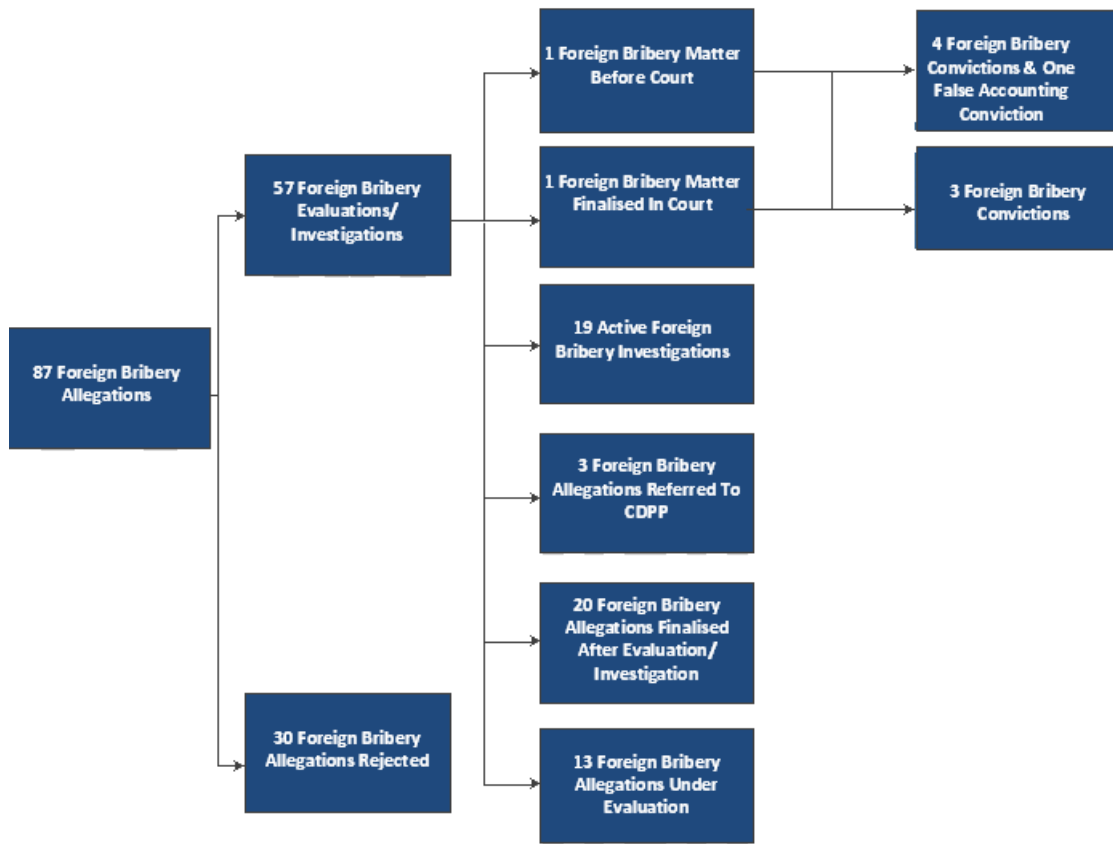 87 Foreign Bribery
Allegations
57 Foreign Bribery
Evaluations/
Investigations
30 Foreign Bribery
Allegations Rejected
1 Foreign Bribery Matter
Before Court
1 Foreign Bribery Matter
Finalised In Court
19 Active Foreign
Bribery Investigations
3 Foreign Bribery
Allegations Referred To
CDPP
20 Foreign Bribery
Allegations Finalised
After Evaluation/
Investigation
13 Foreign Bribery
Allegations Under
Evaluation
4 Foreign Bribery
Convictions & One
False Accounting
Conviction
3 Foreign Bribery
Convictions